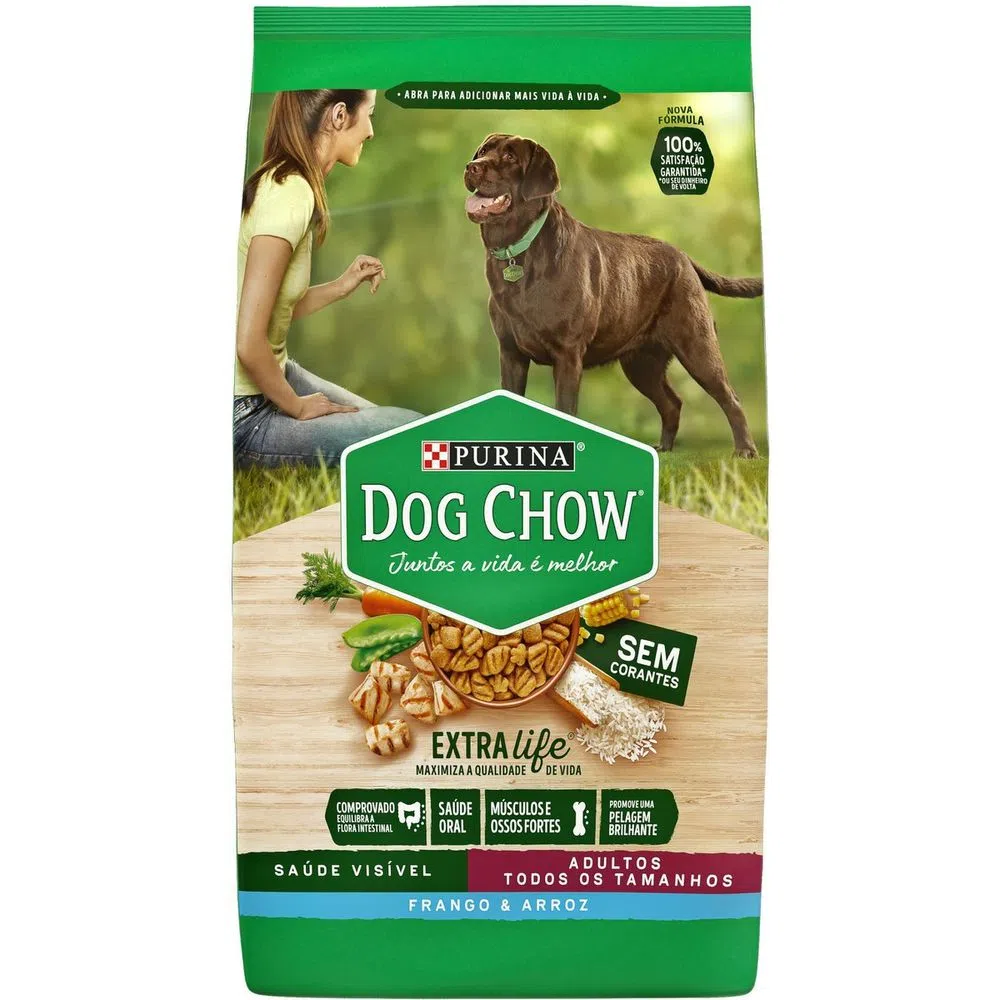 • ABRA PARA ADICIONAR MAIS VIDA À VIDA •
NOVA
FÓRMULA
100%
SATISFAÇÃO
GARANTIDA*
*OU SEU DINHEIRO
DE VOLTA
PURINA®
DOG CHOW®
Juntos a vida é melhor
SEM
CORANTES
EXTRA life®
MAXIMIZA A QUALIDADE DE VIDA
COMPROVADO
EQUILIBRA A
FLORA INTESTINAL
SAÚDE
ORAL
MÚSCULOS E
OSSOS FORTES
PROMOVE UMA
PELAGEM
BRILHANTE
SAÚDE VISÍVEL
ADULTOS
TODOS OS TAMANHOS
FRANGO & ARROZ